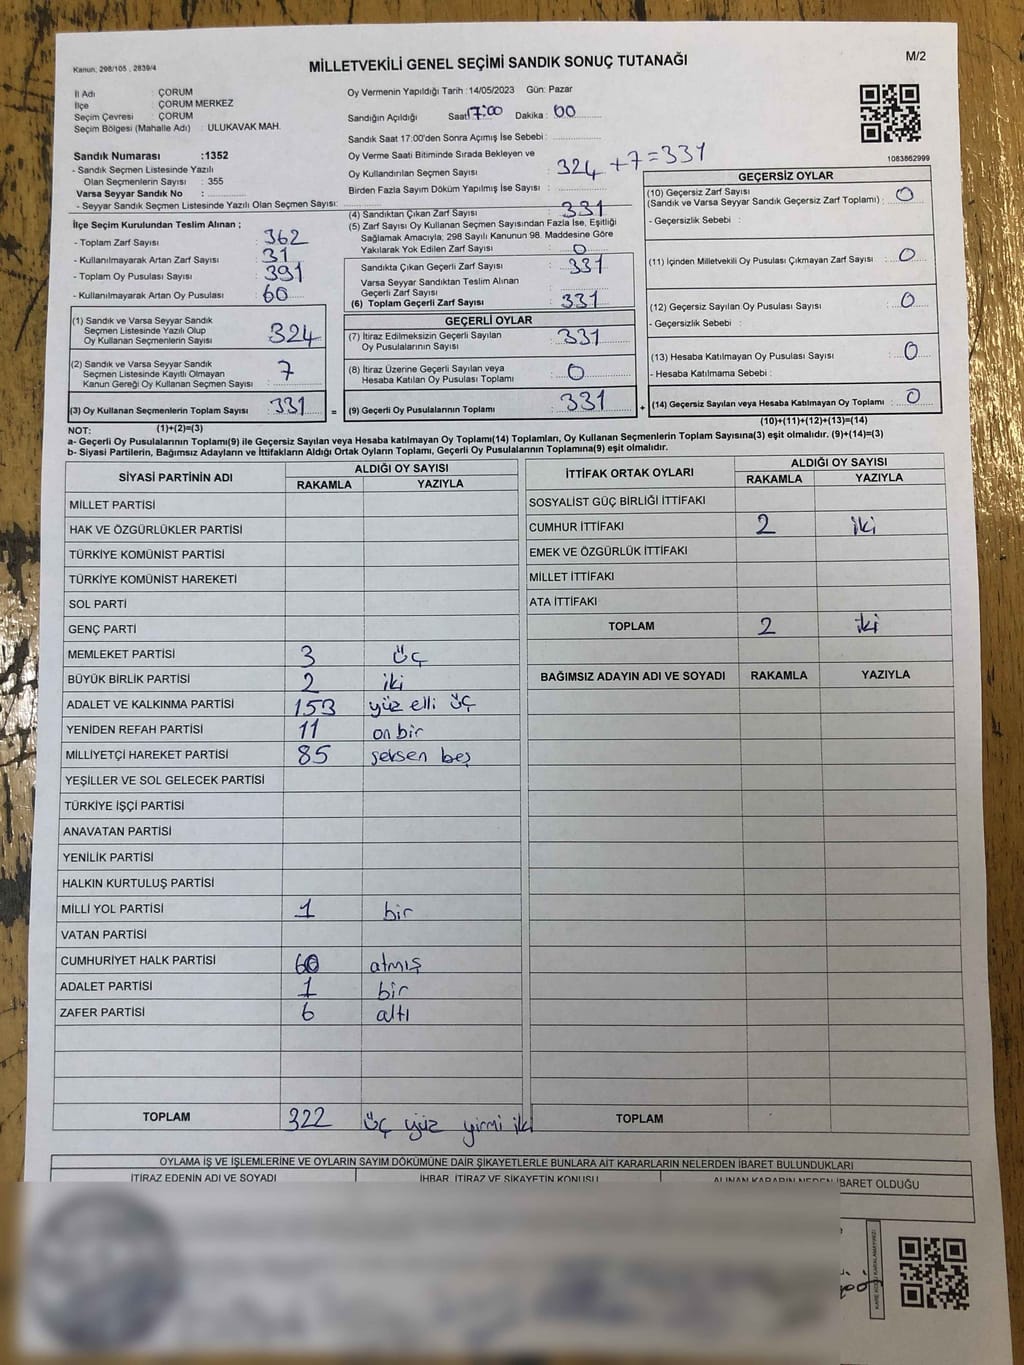 Kanun: 298/105 , 2839/4
MİLLETVEKİLİ GENEL SEÇİMİ SANDIK SONUÇ TUTANAĞI
M/2
İl Adı : ÇORUM
İlçe : ÇORUM MERKEZ
Seçim Çevresi : ÇORUM
Seçim Bölgesi (Mahalle Adı) : ULUKAVAK MAH.
Sandık Numarası :1352
- Sandık Seçmen Listesinde Yazılı
Olan Seçmenlerin Sayısı : 355
Varsa Seyyar Sandık No :
- Seyyar Sandık Seçmen Listesinde Yazılı Olan Seçmen Sayısı:
Oy Vermenin Yapıldığı Tarih :14/05/2023 Gün: Pazar
Sandığın Açıldığı Saat 17:00 Dakika : 00
Sandık Saat 17.00'den Sonra Açımış İse Sebebi :
Oy Verme Saati Bitiminde Sırada Bekleyen ve
Oy Kullandırılan Seçmen Sayısı : 324 +7=331
Birden Fazla Sayım Döküm Yapılmış İse Sayısı :
1083862999
İlçe Seçim Kurulundan Teslim Alınan ;
- Toplam Zarf Sayısı : 362
- Kullanılmayarak Artan Zarf Sayısı : 31
- Toplam Oy Pusulası Sayısı : 391
- Kullanılmayarak Artan Oy Pusulası : 60
(1) Sandık ve Varsa Seyyar Sandık
Seçmen Listesinde Yazılı Olup
Oy Kullanan Seçmenlerin Sayısı : 324
(2) Sandık ve Varsa Seyyar Sandık
Seçmen Listesinde Kayıtlı Olmayan
Kanun Gereği Oy Kullanan Seçmen Sayısı : 7
(3) Oy Kullanan Seçmenlerin Toplam Sayısı : 331 =
(1)+(2)=(3)
(4) Sandıktan Çıkan Zarf Sayısı : 331
(5) Zarf Sayısı Oy Kullanan Seçmen Sayısından Fazla İse, Eşitliği
Sağlamak Amacıyla; 298 Sayılı Kanunun 98. Maddesine Göre
Yakılarak Yok Edilen Zarf Sayısı : 0
Sandıkta Çıkan Geçerli Zarf Sayısı : 331
Varsa Seyyar Sandıktan Teslim Alınan
Geçerli Zarf Sayısı :
(6) Toplam Geçerli Zarf Sayısı : 331
GEÇERLİ OYLAR
(7) İtiraz Edilmeksizin Geçerli Sayılan
Oy Pusulalarının Sayısı : 331
(8) İtiraz Üzerine Geçerli Sayılan veya
Hesaba Katılan Oy Pusulası Toplamı : 0
(9) Geçerli Oy Pusulalarının Toplamı : 331 +
GEÇERSİZ OYLAR
(10) Geçersiz Zarf Sayısı
(Sandık ve Varsa Seyyar Sandık Geçersiz Zarf Toplamı) : 0
- Geçersizlik Sebebi :
(11) İçinden Milletvekili Oy Pusulası Çıkmayan Zarf Sayısı : 0
(12) Geçersiz Sayılan Oy Pusulası Sayısı : 0
- Geçersizlik Sebebi :
(13) Hesaba Katılmayan Oy Pusulası Sayısı : 0
- Hesaba Katılmama Sebebi :
(14) Geçersiz Sayılan veya Hesaba Katılmayan Oy Toplamı : 0
(10)+(11)+(12)+(13)=(14)
NOT:
a- Geçerli Oy Pusulalarının Toplamı(9) ile Geçersiz Sayılan veya Hesaba katılmayan Oy Toplamı(14) Toplamları, Oy Kullanan Seçmenlerin Toplam Sayısına(3) eşit olmalıdır. (9)+(14)=(3)
b- Siyasi Partilerin, Bağımsız Adayların ve İttifakların Aldığı Ortak Oyların Toplamı, Geçerli Oy Pusulalarının Toplamına(9) eşit olmalıdır.
SİYASİ PARTİNİN ADI ALDIĞI OY SAYISI
RAKAMLA YAZIYLA
MİLLET PARTİSİ
HAK VE ÖZGÜRLÜKLER PARTİSİ
TÜRKİYE KOMÜNİST PARTİSİ
TÜRKİYE KOMÜNİST HAREKETİ
SOL PARTİ
GENÇ PARTİ
MEMLEKET PARTİSİ 3 üç
BÜYÜK BİRLİK PARTİSİ 2 iki
ADALET VE KALKINMA PARTİSİ 153 yüz elli üç
YENİDEN REFAH PARTİSİ 11 on bir
MİLLİYETÇİ HAREKET PARTİSİ 85 seksen beş
YEŞİLLER VE SOL GELECEK PARTİSİ
TÜRKİYE İŞÇİ PARTİSİ
ANAVATAN PARTİSİ
YENİLİK PARTİSİ
HALKIN KURTULUŞ PARTİSİ
MİLLİ YOL PARTİSİ 1 bir
VATAN PARTİSİ
CUMHURİYET HALK PARTİSİ 60 atmış
ADALET PARTİSİ 1 bir
ZAFER PARTİSİ 6 altı
TOPLAM 322 üç yüz yirmi iki
İTTİFAK ORTAK OYLARI ALDIĞI OY SAYISI
RAKAMLA YAZIYLA
SOSYALİST GÜÇ BİRLİĞİ İTTİFAKI
CUMHUR İTTİFAKI 2 iki
EMEK VE ÖZGÜRLÜK İTTİFAKI
MİLLET İTTİFAKI
ATA İTTİFAKI
TOPLAM 2 iki
BAĞIMSIZ ADAYIN ADI VE SOYADI RAKAMLA YAZIYLA
TOPLAM
OYLAMA İŞ VE İŞLEMLERİNE VE OYLARIN SAYIM DÖKÜMÜNE DAİR ŞİKAYETLERLE BUNLARA AİT KARARLARIN NELERDEN İBARET BULUNDUKLARI
İTİRAZ EDENİN ADI VE SOYADI İHBAR, İTİRAZ VE ŞİKAYETİN KONUSU ALINAN KARARIN NEDEN İBARET OLDUĞU